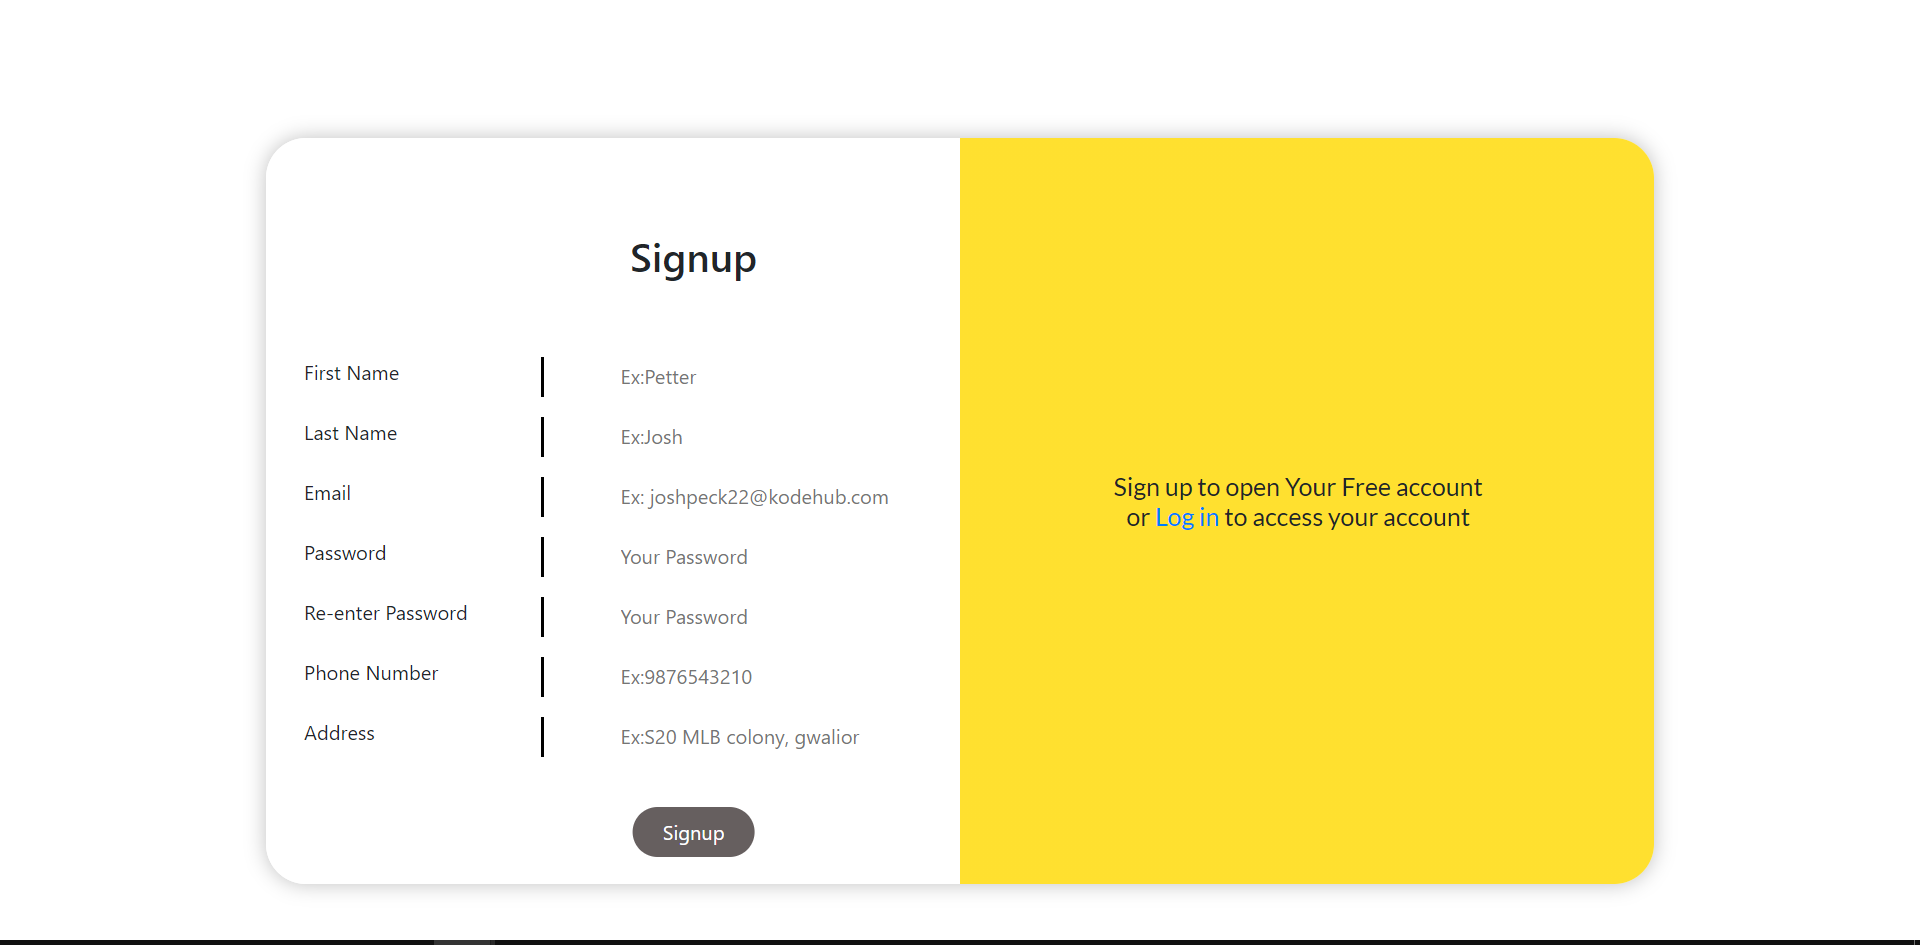 Signup
First Name Ex:Petter
Last Name Ex:Josh
Email Ex: joshpeck22@kodehub.com
Password Your Password
Re-enter Password Your Password
Phone Number Ex:9876543210
Address Ex:S20 MLB colony, gwalior
Signup
Sign up to open Your Free account
or Log in to access your account